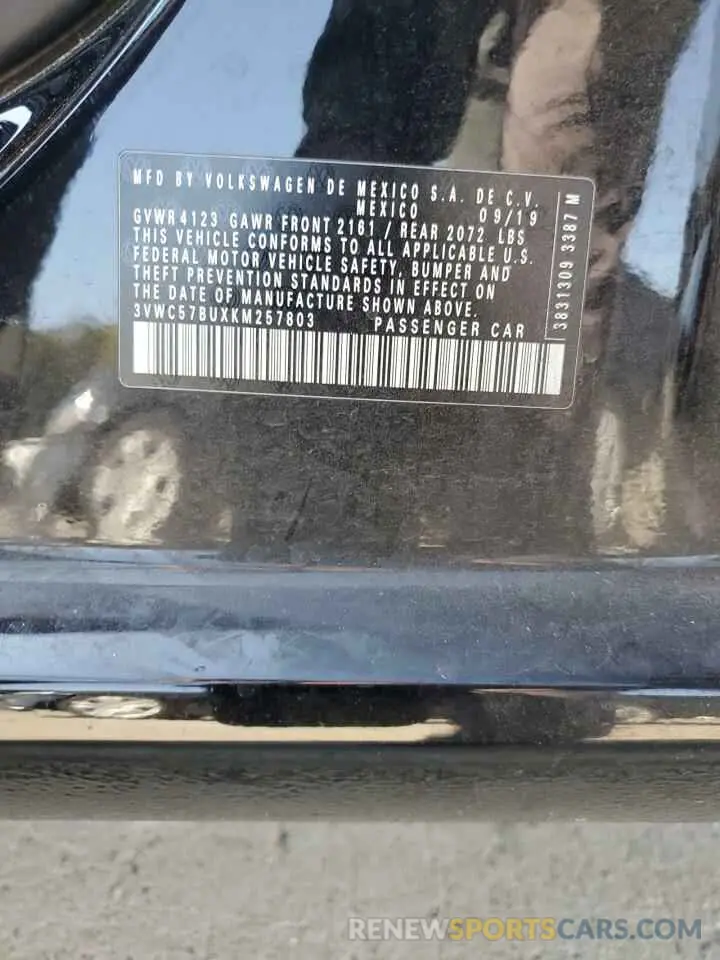 MFD BY VOLKSWAGEN DE MEXICO S.A. DE C.V.
MEXICO 09/19
GVWR 4123 GAWR FRONT 2161 / REAR 2072 LBS
THIS VEHICLE CONFORMS TO ALL APPLICABLE U.S.
FEDERAL MOTOR VEHICLE SAFETY, BUMPER AND
THEFT PREVENTION STANDARDS IN EFFECT ON
THE DATE OF MANUFACTURE SHOWN ABOVE.
3VWC57BUXKM257803 PASSENGER CAR
3831309 3387 M
RENEWSPORTSCARS.COM